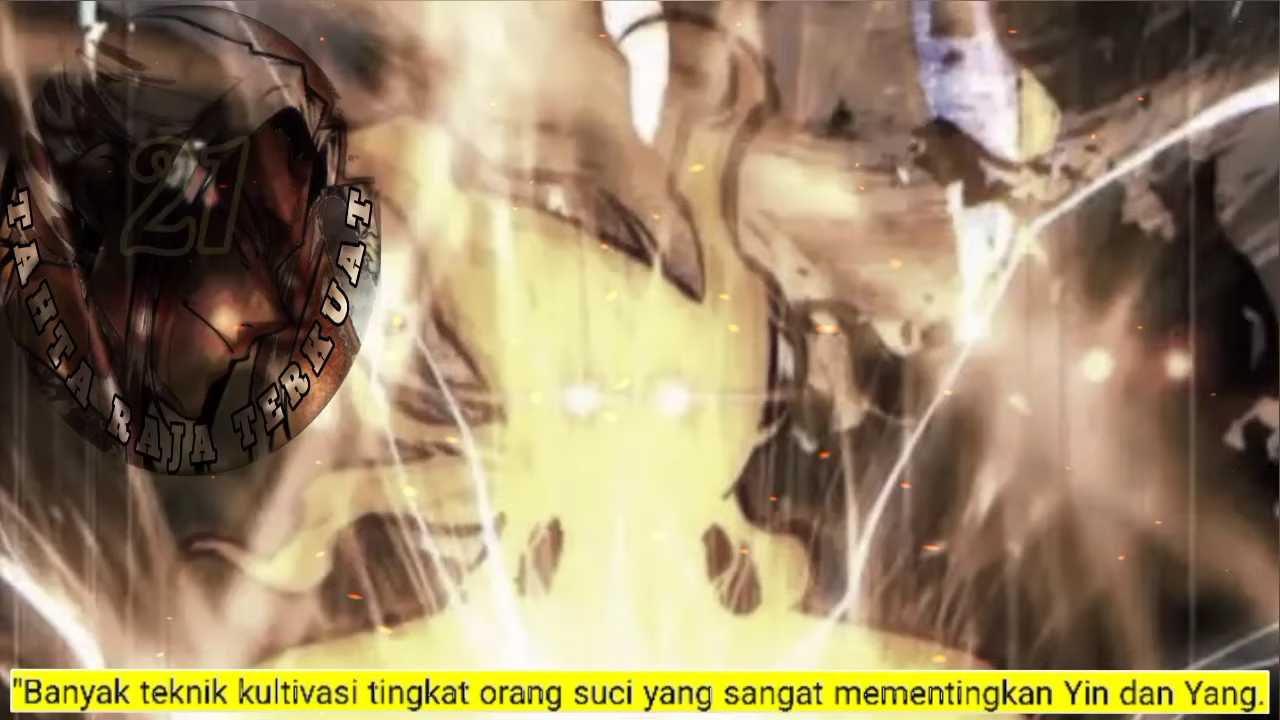 21
TAHTA RAJA TERKUAT
"Banyak teknik kultivasi tingkat orang suci yang sangat mementingkan Yin dan Yang.